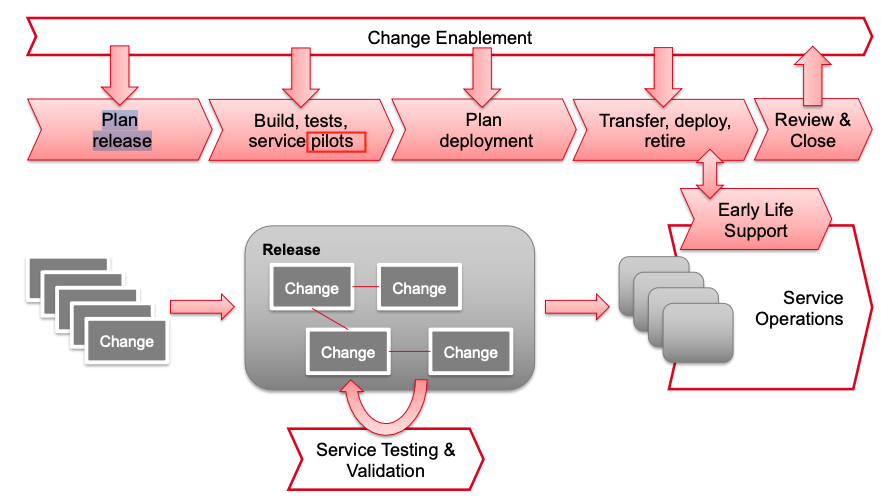 Change Enablement
Plan
release
Build, tests,
service pilots
Plan
deployment
Transfer, deploy,
retire
Review &
Close
Early Life
Support
Release
Change
Change
Change
Change
Change
Service
Operations
Service Testing &
Validation